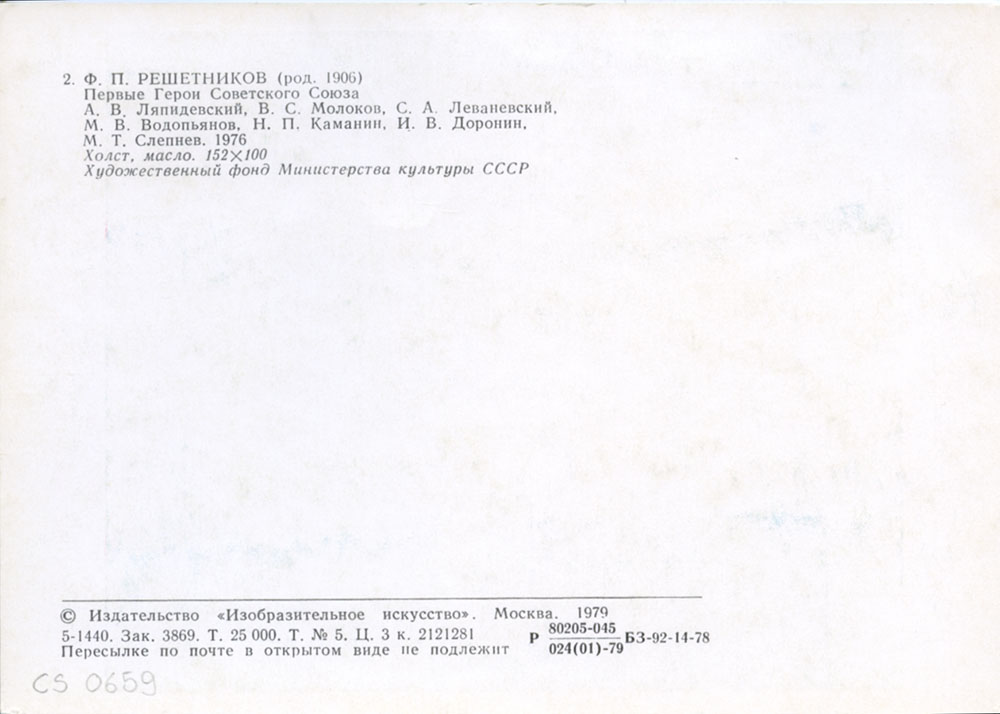 2. Ф. П. РЕШЕТНИКОВ (род. 1906)
Первые Герои Советского Союза
А. В. Ляпидевский, В. С. Молоков, С. А. Леваневский,
М. В. Водопьянов, Н. П. Каманин, И. В. Доронин,
М. Т. Слепнев. 1976
Холст, масло. 152×100
Художественный фонд Министерства культуры СССР
© Издательство «Изобразительное искусство». Москва. 1979
5-1440. Зак. 3869. Т. 25 000. Т. № 5. Ц. 3 к. 2121281
Пересылке по почте в открытом виде не подлежит
Р 80205-045 БЗ-92-14-78
024(01)-79
CS 0659